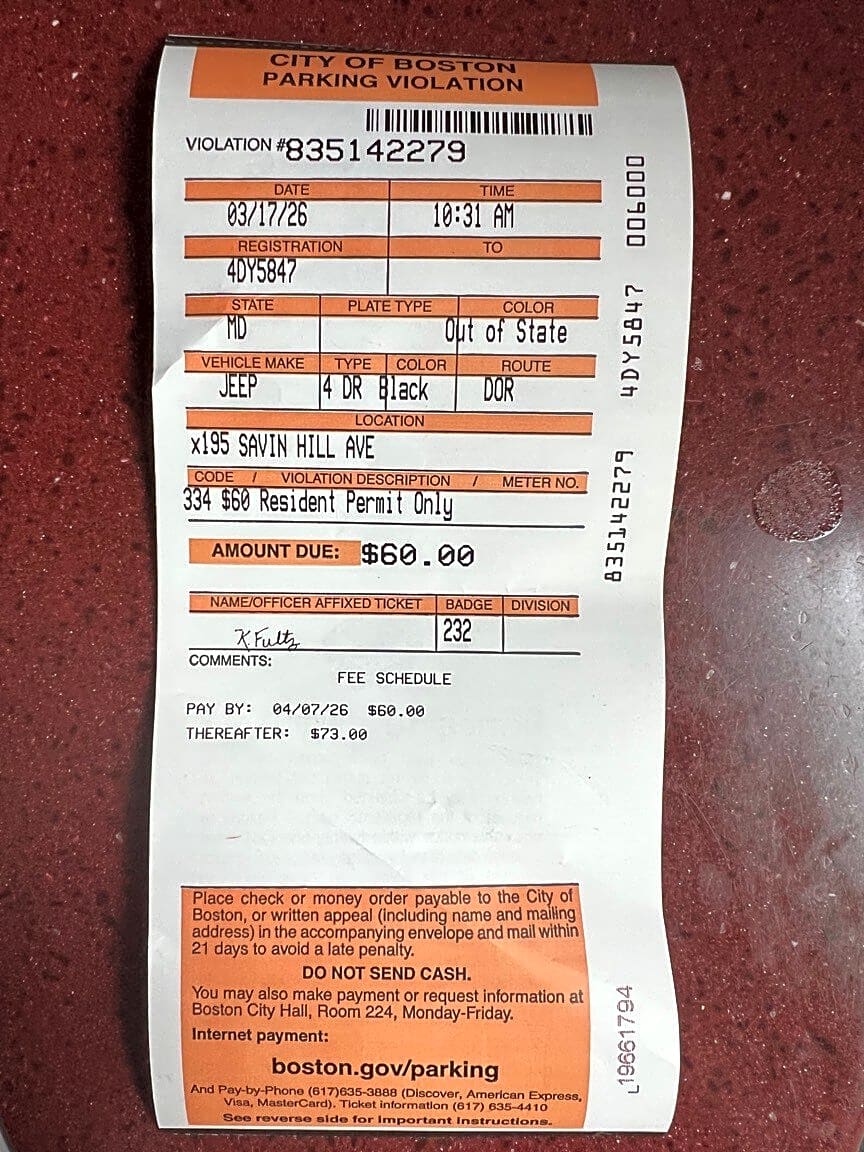 CITY OF BOSTON
PARKING VIOLATION
VIOLATION #835142279
DATE TIME
03/17/26 10:31 AM
REGISTRATION TO
4DY5847
STATE PLATE TYPE COLOR
MD Out of State
VEHICLE MAKE TYPE COLOR ROUTE
JEEP 4 DR Black DOR
LOCATION
x195 SAVIN HILL AVE
CODE / VIOLATION DESCRIPTION / METER NO.
334 $60 Resident Permit Only
AMOUNT DUE: $60.00
NAME/OFFICER AFFIXED TICKET BADGE DIVISION
K Fultz 232
COMMENTS:
FEE SCHEDULE
PAY BY: 04/07/26 $60.00
THEREAFTER: $73.00
Place check or money order payable to the City of
Boston, or written appeal (including name and mailing
address) in the accompanying envelope and mail within
21 days to avoid a late penalty.
DO NOT SEND CASH.
You may also make payment or request information at
Boston City Hall, Room 224, Monday-Friday.
Internet payment:
boston.gov/parking
And Pay-by-Phone (617)635-3888 (Discover, American Express,
Visa, MasterCard). Ticket information (617) 635-4410
See reverse side for Important Instructions.
835142279 4DY5847 006000
L19661794